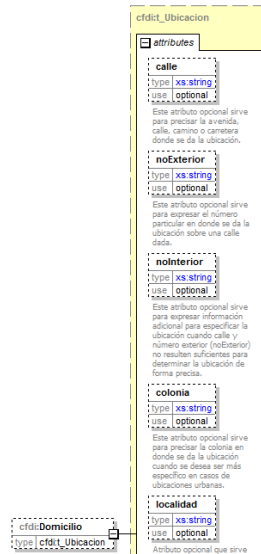 cfdi:t_Ubicacion
attributes
calle
type xs:string
use optional
Este atributo opcional sirve
para precisar la avenida,
calle, camino o carretera
donde se da la ubicación.
noExterior
type xs:string
use optional
Este atributo opcional sirve
para expresar el número
particular en donde se da la
ubicación sobre una calle
dada.
noInterior
type xs:string
use optional
Este atributo opcional sirve
para expresar información
adicional para especificar la
ubicación cuando calle y
número exterior (noExterior)
no resulten suficientes para
determinar la ubicación de
forma precisa.
colonia
type xs:string
use optional
Este atributo opcional sirve
para precisar la colonia en
donde se da la ubicación
cuando se desea ser más
específico en casos de
ubicaciones urbanas.
localidad
type xs:string
use optional
Atributo opcional que sirve
cfdi:Domicilio
type cfdi:t_Ubicacion